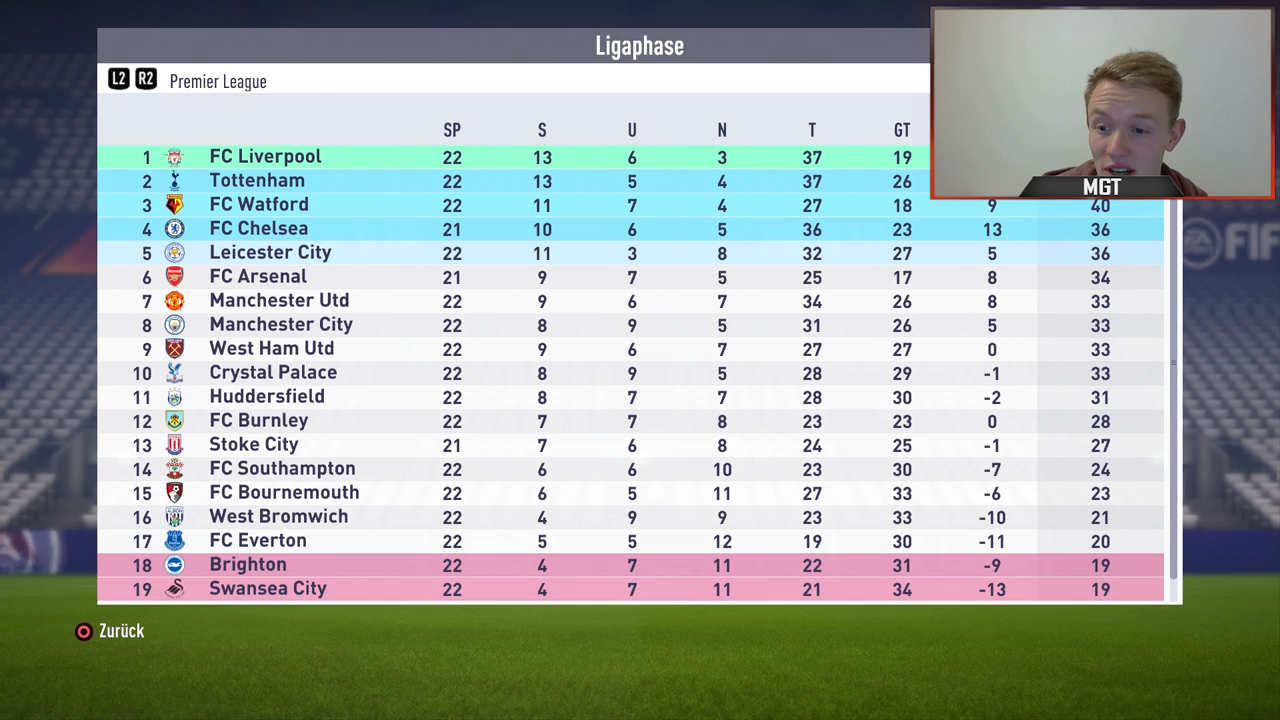 Ligaphase
L2 R2 Premier League
SP S U N T GT
1 FC Liverpool 22 13 6 3 37 19
2 Tottenham 22 13 5 4 37 26
3 FC Watford 22 11 7 4 27 18 9 40
4 FC Chelsea 21 10 6 5 36 23 13 36
5 Leicester City 22 11 3 8 32 27 5 36
6 FC Arsenal 21 9 7 5 25 17 8 34
7 Manchester Utd 22 9 6 7 34 26 8 33
8 Manchester City 22 8 9 5 31 26 5 33
9 West Ham Utd 22 9 6 7 27 27 0 33
10 Crystal Palace 22 8 9 5 28 29 -1 33
11 Huddersfield 22 8 7 7 28 30 -2 31
12 FC Burnley 22 7 7 8 23 23 0 28
13 Stoke City 21 7 6 8 24 25 -1 27
14 FC Southampton 22 6 6 10 23 30 -7 24
15 FC Bournemouth 22 6 5 11 27 33 -6 23
16 West Bromwich 22 4 9 9 23 33 -10 21
17 FC Everton 22 5 5 12 19 30 -11 20
18 Brighton 22 4 7 11 22 31 -9 19
19 Swansea City 22 4 7 11 21 34 -13 19
Zurück
MGT
EA FIF